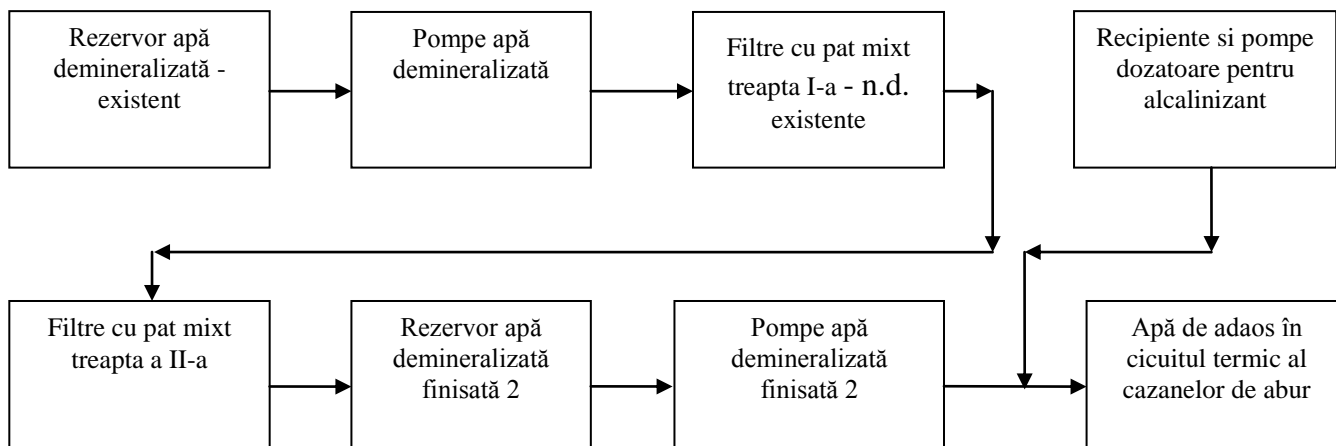 Rezervor apă
demineralizată -
existent
Pompe apă
demineralizată
Filtre cu pat mixt
treapta I-a - n.d.
existente
Recipiente si pompe
dozatoare pentru
alcalinizant
Filtre cu pat mixt
treapta a II-a
Rezervor apă
demineralizată
finisată 2
Pompe apă
demineralizată
finisată 2
Apă de adaos în
cicuitul termic al
cazanelor de abur